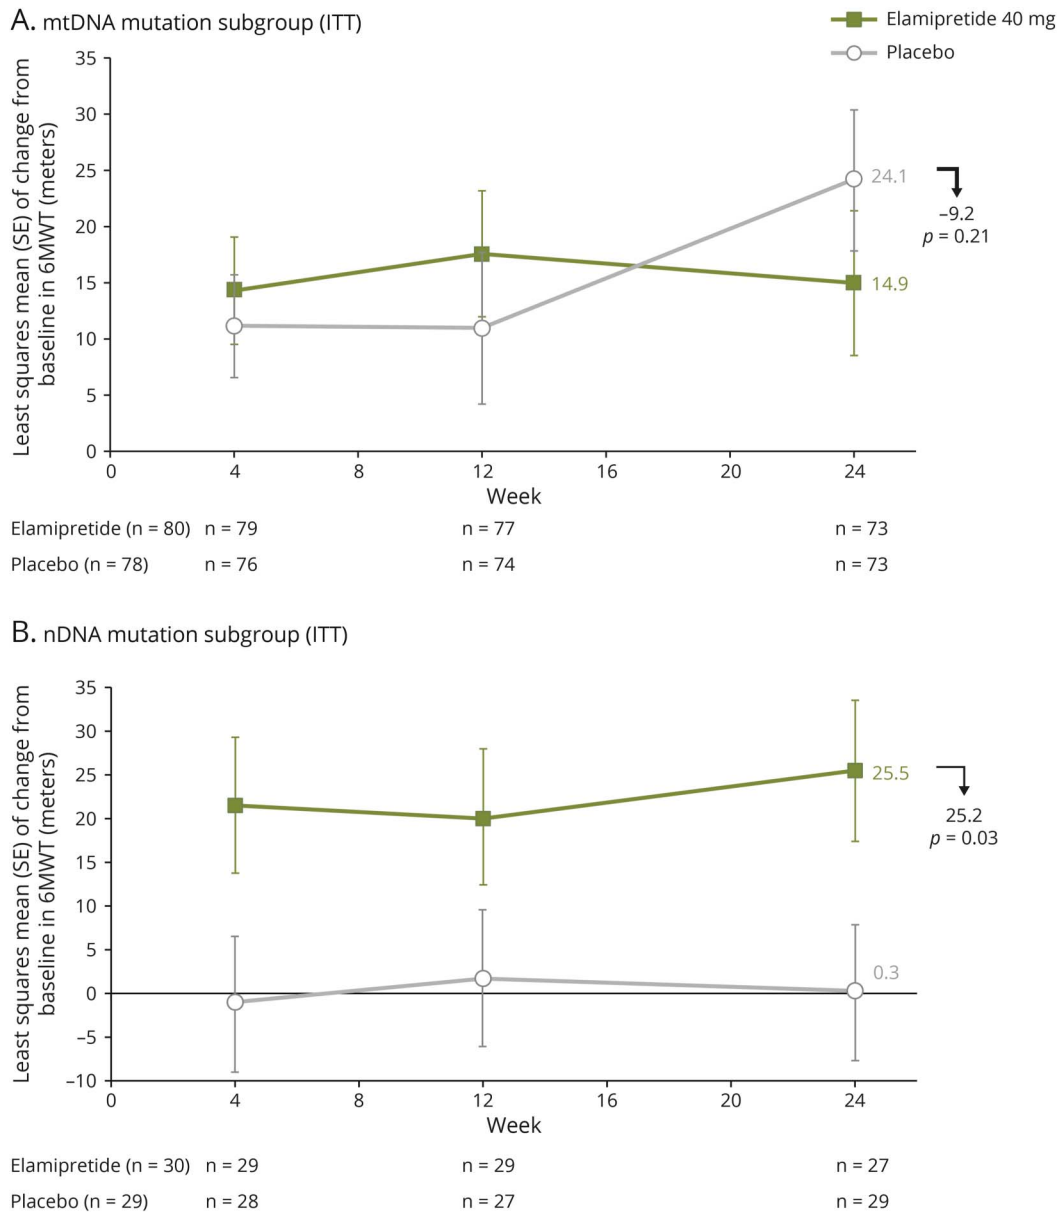 A. mtDNA mutation subgroup (ITT)
Elamipretide 40 mg
Placebo
Least squares mean (SE) of change from
baseline in 6MWT (meters)
35
30
25
20
15
10
5
0
24.1
14.9
–9.2
p = 0.21
0 4 8 12 16 20 24
Week
Elamipretide (n = 80) n = 79 n = 77 n = 73
Placebo (n = 78) n = 76 n = 74 n = 73
B. nDNA mutation subgroup (ITT)
Least squares mean (SE) of change from
baseline in 6MWT (meters)
35
30
25
20
15
10
5
0
–5
–10
25.5
25.2
p = 0.03
0.3
0 4 8 12 16 20 24
Week
Elamipretide (n = 30) n = 29 n = 29 n = 27
Placebo (n = 29) n = 28 n = 27 n = 29